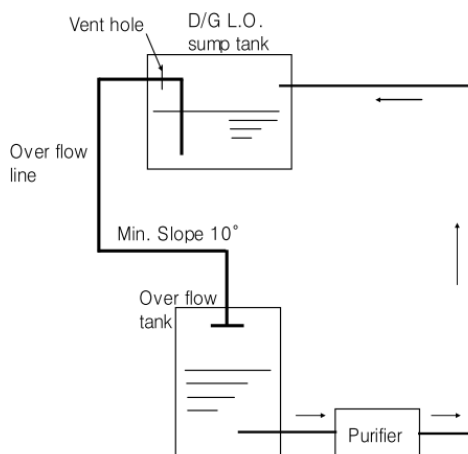 Vent hole
D/G L.O.
sump tank
Over flow
line
Min. Slope 10°
Over flow
tank
Purifier